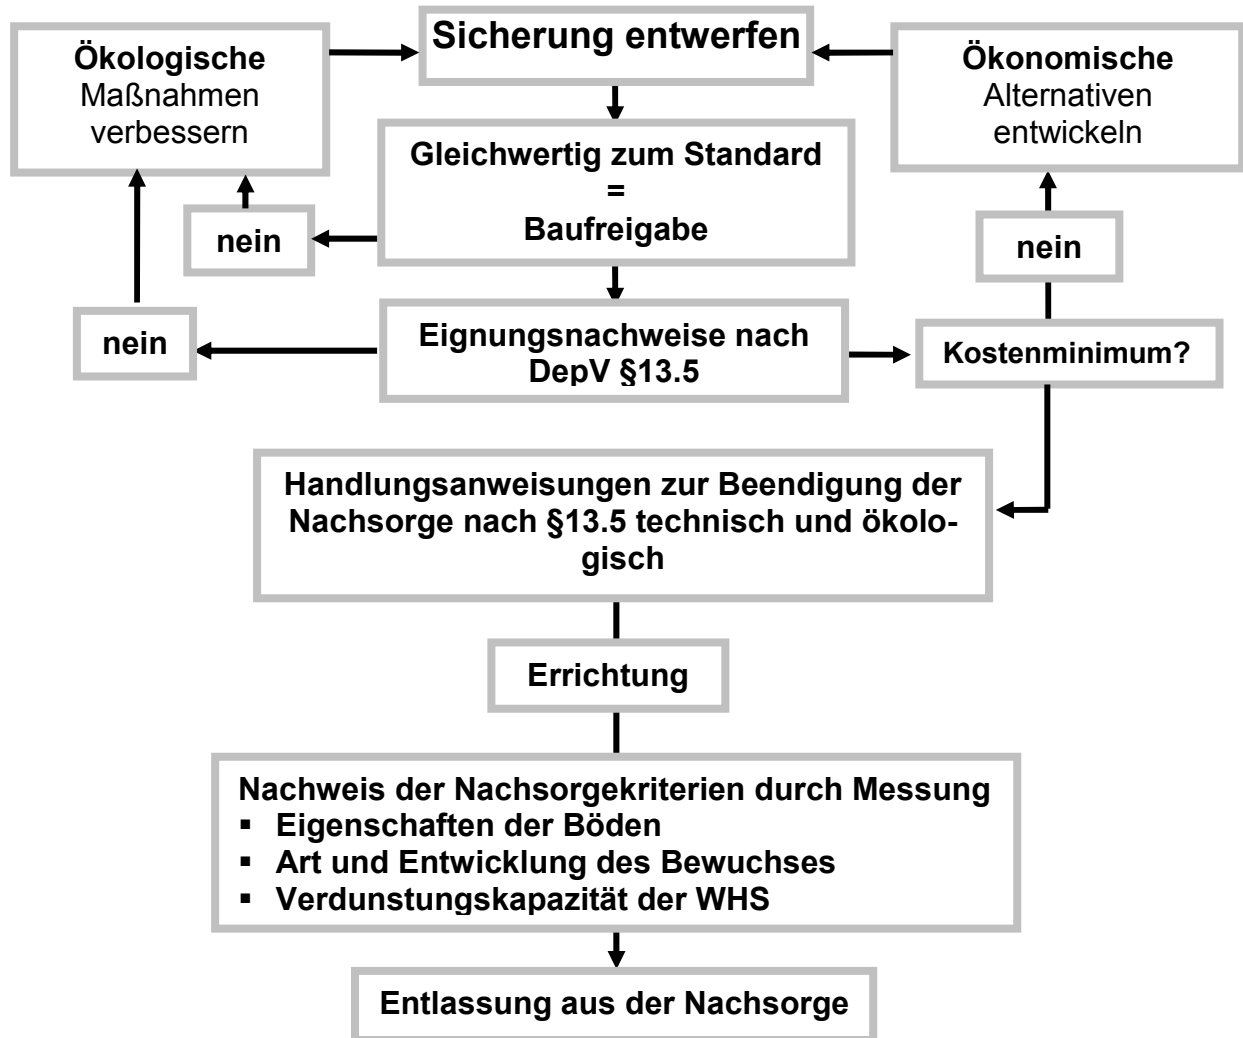 Sicherung entwerfen
Ökologische
Maßnahmen
verbessern
Ökonomische
Alternativen
entwickeln
Gleichwertig zum Standard
=
Baufreigabe
nein
nein
nein
Eignungsnachweise nach
DepV §13.5
Kostenminimum?
Handlungsanweisungen zur Beendigung der
Nachsorge nach §13.5 technisch und ökolo-
gisch
Errichtung
Nachweis der Nachsorgekriterien durch Messung
▪ Eigenschaften der Böden
▪ Art und Entwicklung des Bewuchses
▪ Verdunstungskapazität der WHS
Entlassung aus der Nachsorge